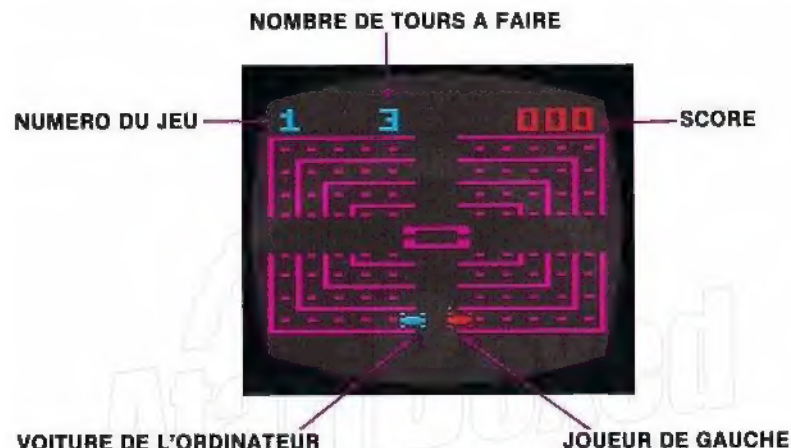 NOMBRE DE TOURS A FAIRE
NUMERO DU JEU
1 3 000
SCORE
VOITURE DE L'ORDINATEUR
JOUEUR DE GAUCHE